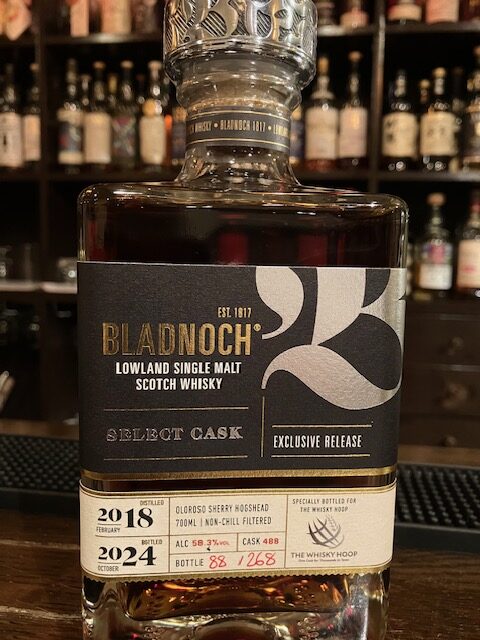 WHISKY • BLADNOCH 1817 • LOWLAND
EST. 1817
BLADNOCH®
LOWLAND SINGLE MALT
SCOTCH WHISKY
SELECT CASK
EXCLUSIVE RELEASE
DISTILLED
2018
FEBRUARY
BOTTLED
2024
OCTOBER
OLOROSO SHERRY HOGSHEAD
700ML | NON-CHILL FILTERED
ALC 58.3%VOL
CASK 488
BOTTLE 88 / 268
SPECIALLY BOTTLED FOR
THE WHISKY HOOP
THE WHISKY HOOP